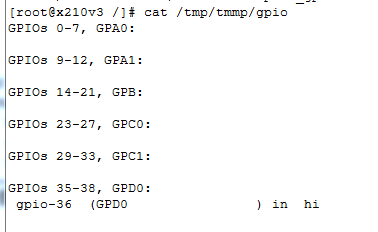 [root@x210v3 /]# cat /tmp/tmmp/gpio
GPIOs 0-7, GPA0:
GPIOs 9-12, GPA1:
GPIOs 14-21, GPB:
GPIOs 23-27, GPC0:
GPIOs 29-33, GPC1:
GPIOs 35-38, GPD0:
 gpio-36  (GPD0                ) in  hi